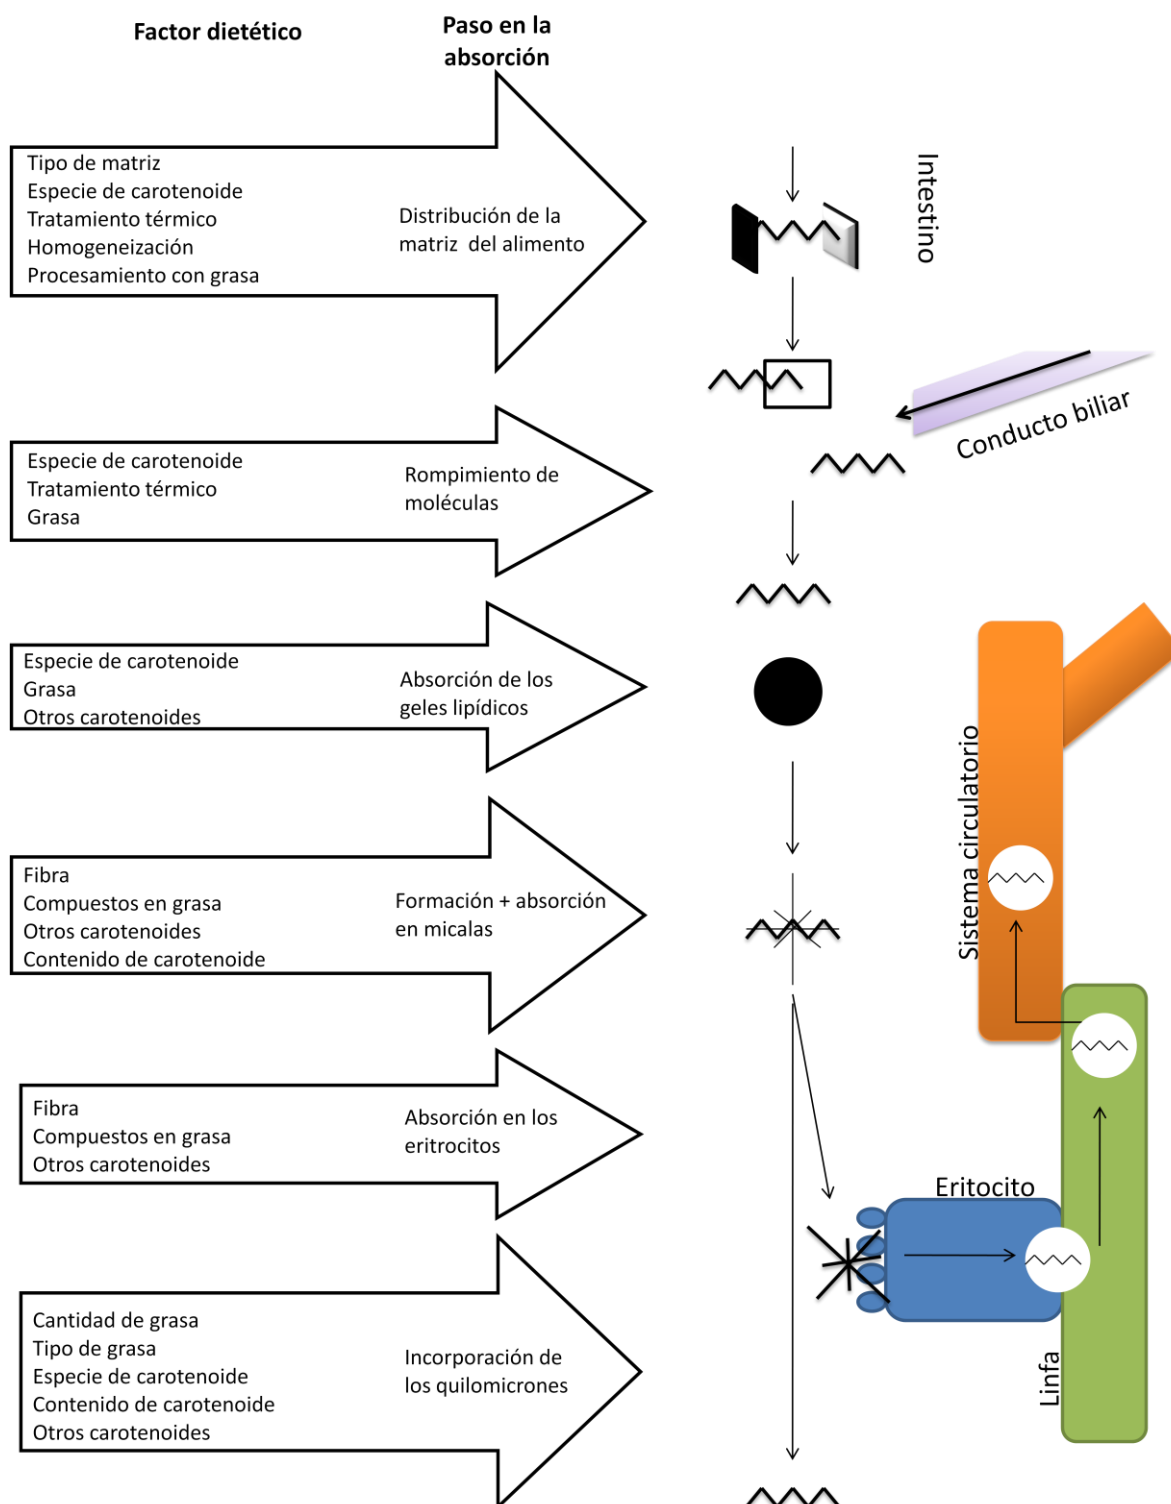 Factor dietético
Paso en la
absorción
Tipo de matriz
Especie de carotenoide
Tratamiento térmico
Homogeneización
Procesamiento con grasa
Distribución de la
matriz del alimento
Intestino
Conducto biliar
Especie de carotenoide
Tratamiento térmico
Grasa
Rompimiento de
moléculas
Especie de carotenoide
Grasa
Otros carotenoides
Absorción de los
geles lipídicos
Sistema circulatorio
Fibra
Compuestos en grasa
Otros carotenoides
Contenido de carotenoide
Formación + absorción
en micalas
Fibra
Compuestos en grasa
Otros carotenoides
Absorción en los
eritrocitos
Eritocito
Linfa
Cantidad de grasa
Tipo de grasa
Especie de carotenoide
Contenido de carotenoide
Otros carotenoides
Incorporación de
los quilomicrones